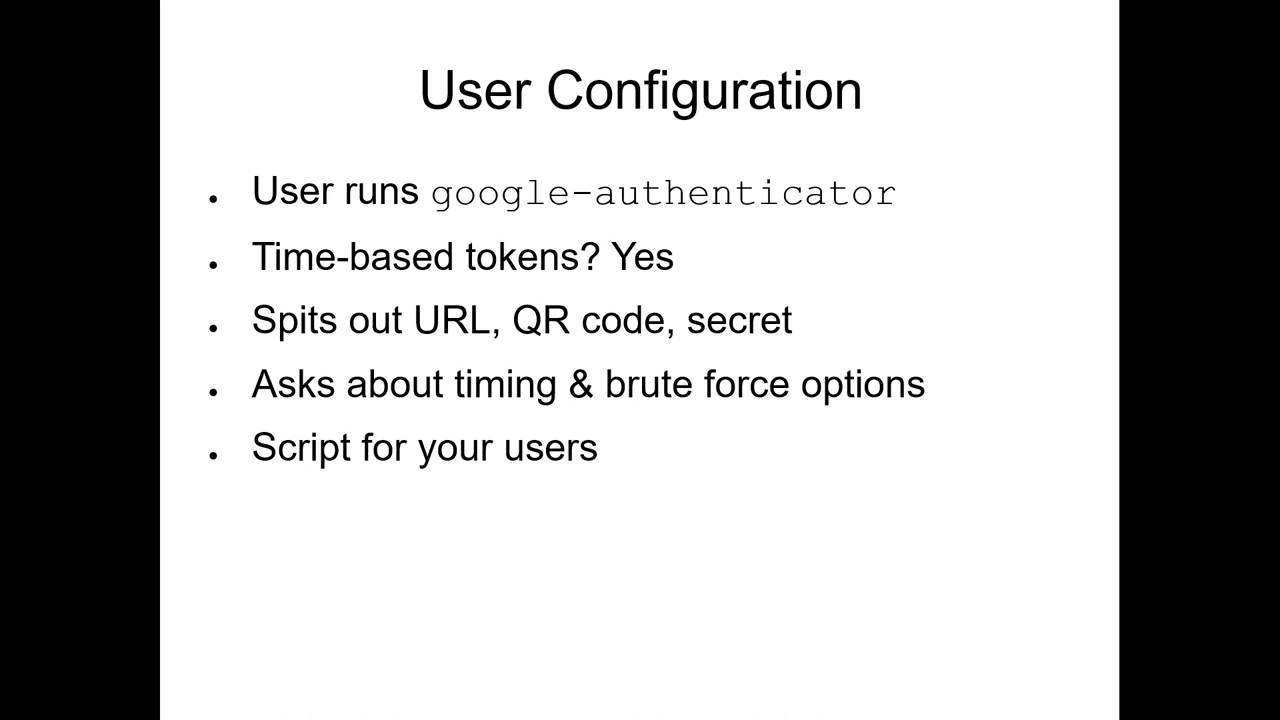 User Configuration
• User runs google-authenticator
• Time-based tokens? Yes
• Spits out URL, QR code, secret
• Asks about timing & brute force options
• Script for your users